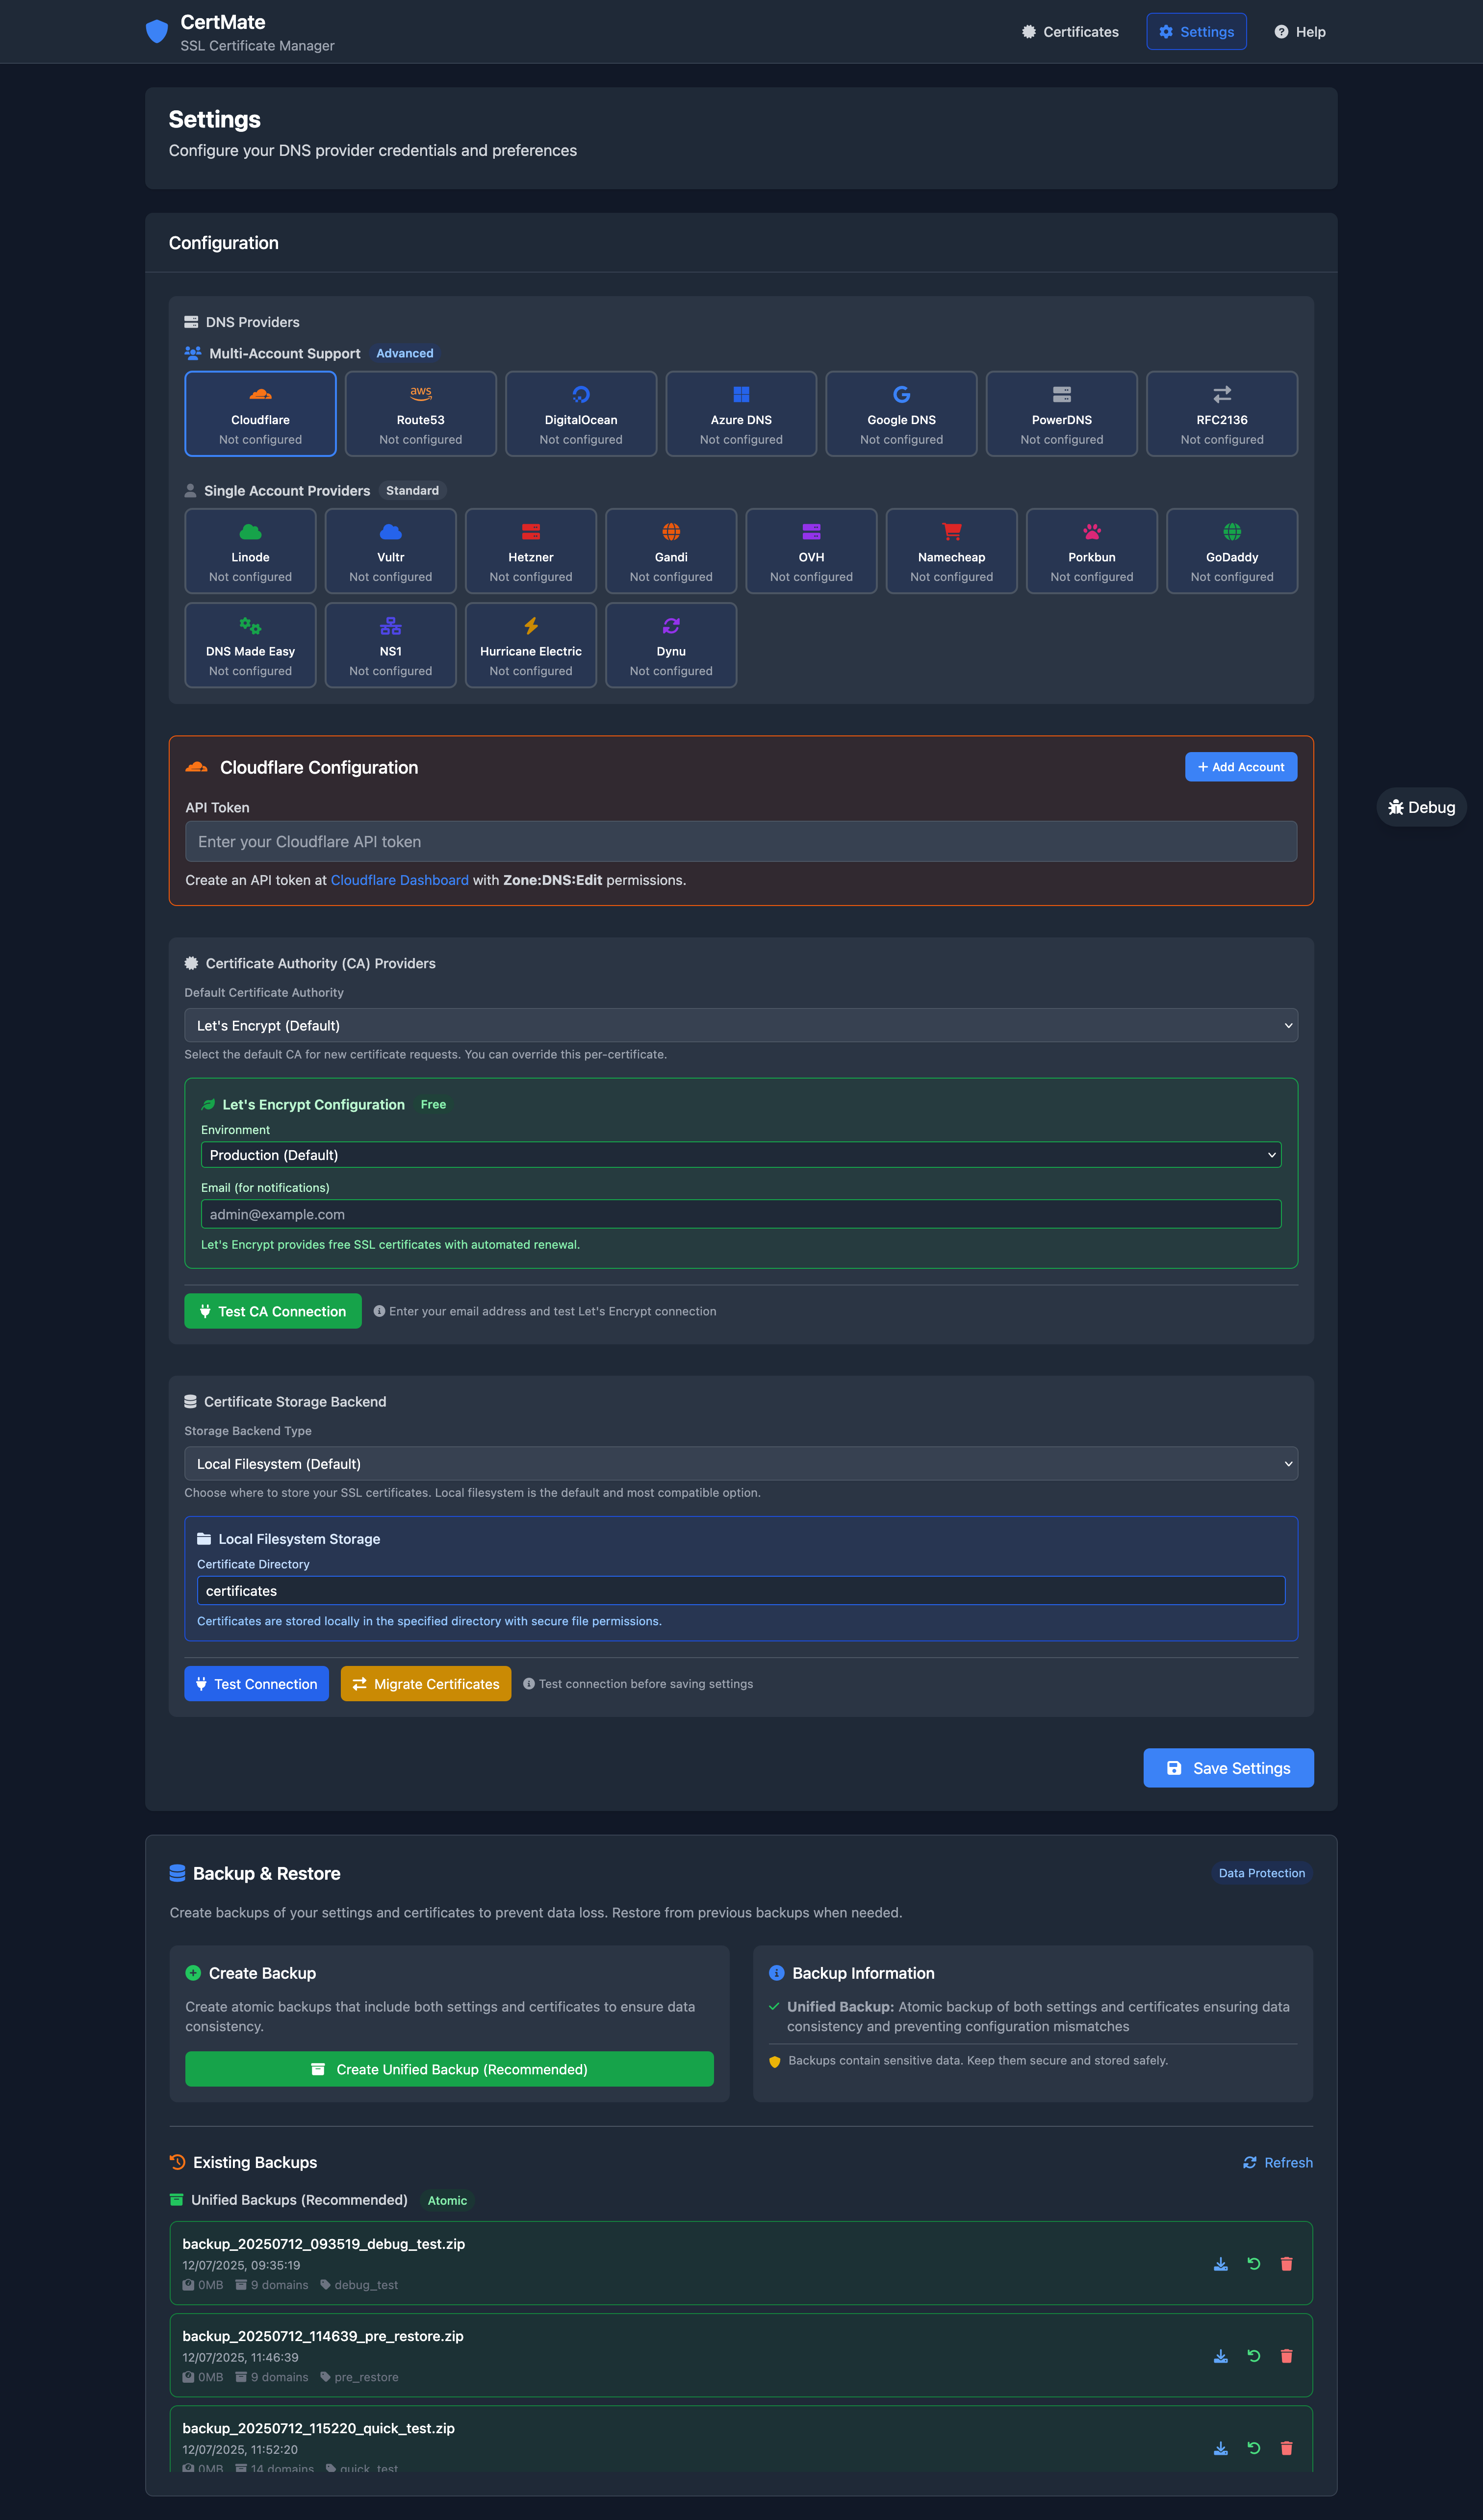 CertMate
SSL Certificate Manager
Certificates
Settings
Help
Settings
Configure your DNS provider credentials and preferences
Configuration
DNS Providers
Multi-Account Support Advanced
aws
Cloudflare
Not configured
Route53
Not configured
DigitalOcean
Not configured
Azure DNS
Not configured
Google DNS
Not configured
PowerDNS
Not configured
RFC2136
Not configured
Single Account Providers Standard
Linode
Not configured
Vultr
Not configured
Hetzner
Not configured
Gandi
Not configured
OVH
Not configured
Namecheap
Not configured
Porkbun
Not configured
GoDaddy
Not configured
DNS Made Easy
Not configured
NS1
Not configured
Hurricane Electric
Not configured
Dynu
Not configured
Cloudflare Configuration
+ Add Account
API Token
Enter your Cloudflare API token
Create an API token at Cloudflare Dashboard with Zone:DNS:Edit permissions.
Debug
Certificate Authority (CA) Providers
Default Certificate Authority
Let's Encrypt (Default)
Select the default CA for new certificate requests. You can override this per-certificate.
Let's Encrypt Configuration Free
Environment
Production (Default)
Email (for notifications)
admin@example.com
Let's Encrypt provides free SSL certificates with automated renewal.
Test CA Connection
Enter your email address and test Let's Encrypt connection
Certificate Storage Backend
Storage Backend Type
Local Filesystem (Default)
Choose where to store your SSL certificates. Local filesystem is the default and most compatible option.
Local Filesystem Storage
Certificate Directory
certificates
Certificates are stored locally in the specified directory with secure file permissions.
Test Connection
Migrate Certificates
Test connection before saving settings
Save Settings
Backup & Restore
Data Protection
Create backups of your settings and certificates to prevent data loss. Restore from previous backups when needed.
Create Backup
Create atomic backups that include both settings and certificates to ensure data
consistency.
Create Unified Backup (Recommended)
Backup Information
Unified Backup: Atomic backup of both settings and certificates ensuring data
consistency and preventing configuration mismatches
Backups contain sensitive data. Keep them secure and stored safely.
Existing Backups
Refresh
Unified Backups (Recommended) Atomic
backup_20250712_093519_debug_test.zip
12/07/2025, 09:35:19
0MB 9 domains debug_test
backup_20250712_114639_pre_restore.zip
12/07/2025, 11:46:39
0MB 9 domains pre_restore
backup_20250712_115220_quick_test.zip
12/07/2025, 11:52:20
0MB 14 domains quick_test